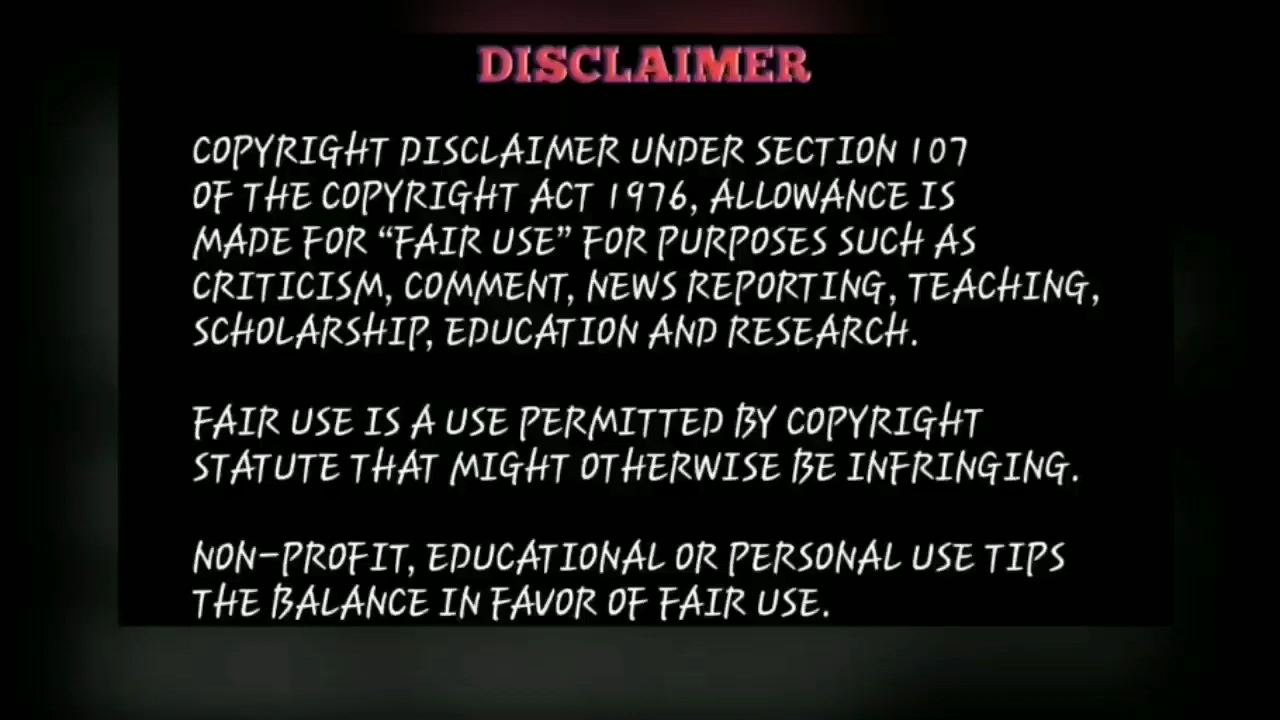 DISCLAIMER
COPYRIGHT DISCLAIMER UNDER SECTION 107
OF THE COPYRIGHT ACT 1976, ALLOWANCE IS
MADE FOR “FAIR USE” FOR PURPOSES SUCH AS
CRITICISM, COMMENT, NEWS REPORTING, TEACHING,
SCHOLARSHIP, EDUCATION AND RESEARCH.
FAIR USE IS A USE PERMITTED BY COPYRIGHT
STATUTE THAT MIGHT OTHERWISE BE INFRINGING.
NON-PROFIT, EDUCATIONAL OR PERSONAL USE TIPS
THE BALANCE IN FAVOR OF FAIR USE.